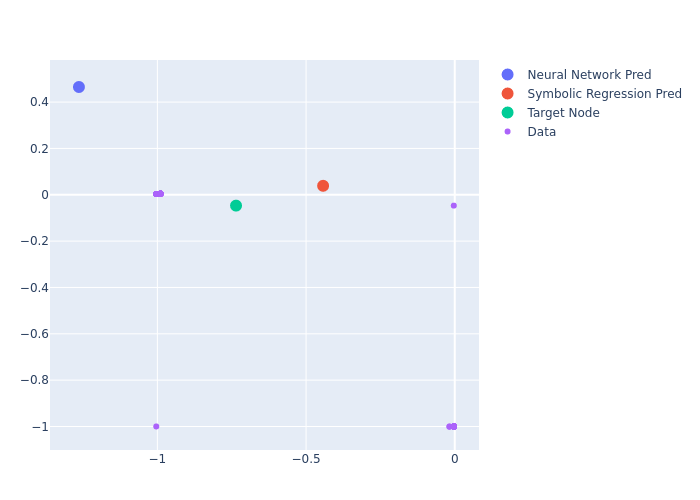 Neural Network Pred
Symbolic Regression Pred
Target Node
Data
0.4
0.2
0
−0.2
−0.4
−0.6
−0.8
−1
−1
−0.5
0